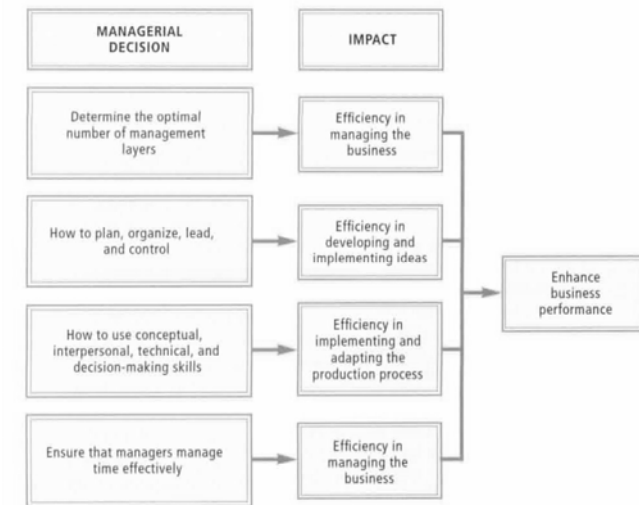 MANAGERIAL
DECISION
IMPACT
Determine the optimal
number of management
layers
Efficiency in
managing the
business
How to plan, organize, lead,
and control
Efficiency in
developing and
implementing ideas
Enhance
business
performance
How to use conceptual,
interpersonal, technical, and
decision-making skills
Efficiency in
implementing and
adapting the
production process
Ensure that managers manage
time effectively
Efficiency in
managing the
business